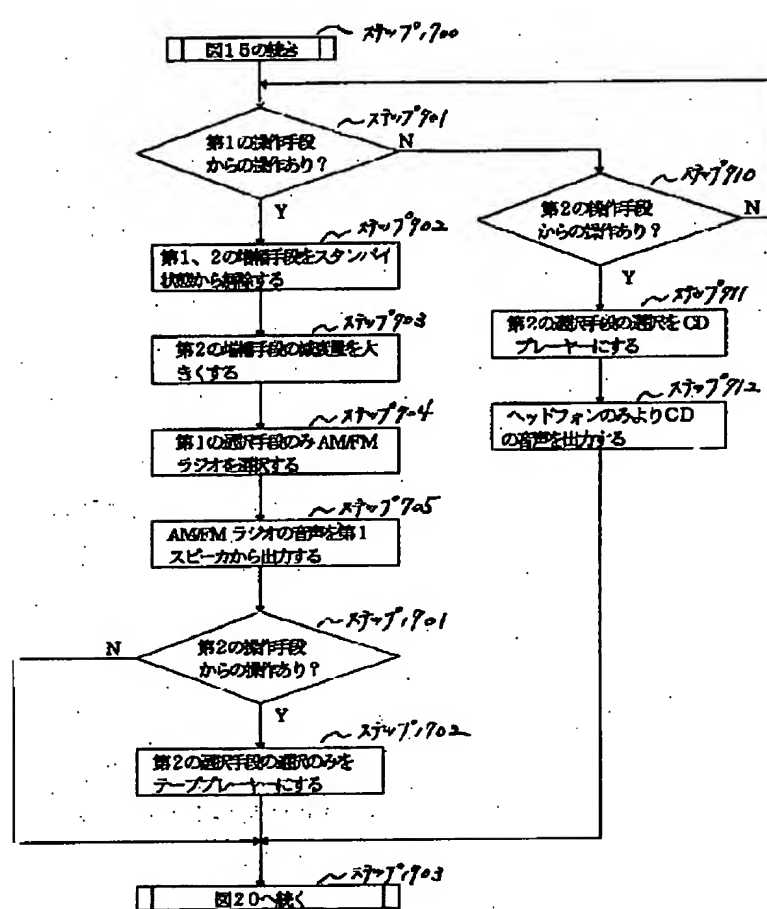 ステップ1700
図15の続き
ステップ901
第1の操作手段
からの操作あり?
N
Y
ステップ910
第2の操作手段
からの操作あり?
N
Y
ステップ902
第1、2の増幅手段をスタンバイ
状態から解除する
ステップ911
第2の選択手段の選択をCD
プレーヤーにする
ステップ903
第2の増幅手段の減衰量を大
きくする
ステップ912
ヘッドフォンのみよりCD
の音声を出力する
ステップ904
第1の選択手段のみAM/FM
ラジオを選択する
ステップ905
AM/FMラジオの音声を第1
スピーカから出力する
ステップ1701
第2の操作手段
からの操作あり?
N
Y
ステップ1702
第2の選択手段の選択のみを
テーププレーヤーにする
ステップ1703
図20へ続く